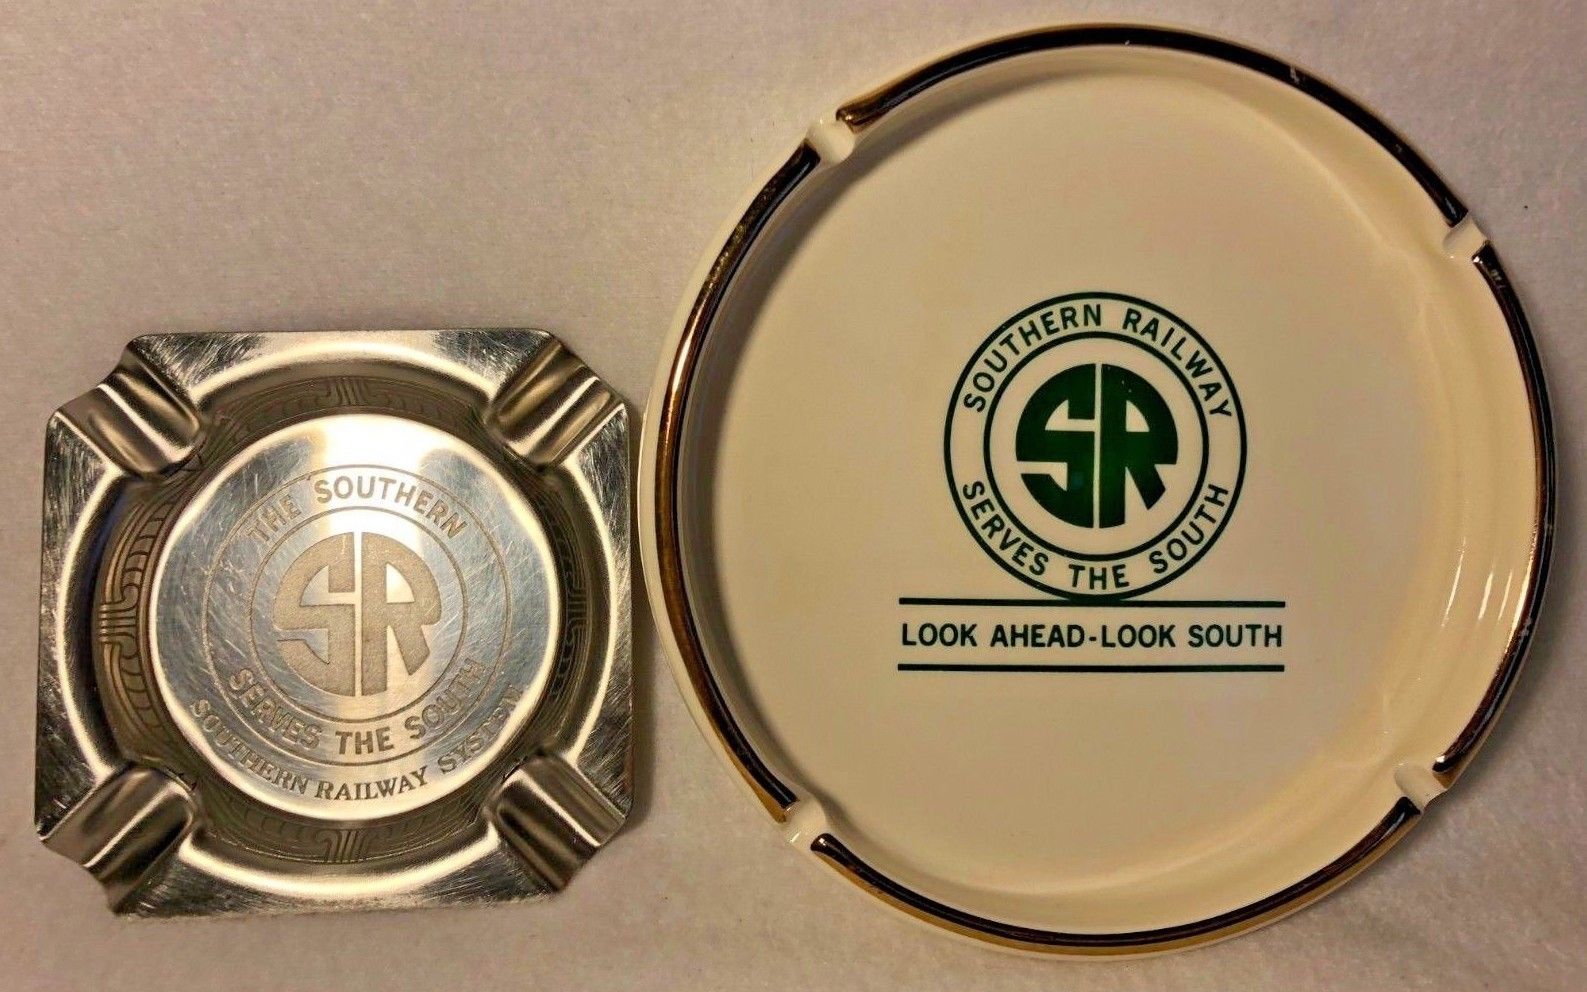 THE SOUTHERN
SR
SERVES THE SOUTH
SOUTHERN RAILWAY SYSTEM
SOUTHERN RAILWAY
SR
SERVES THE SOUTH
LOOK AHEAD-LOOK SOUTH